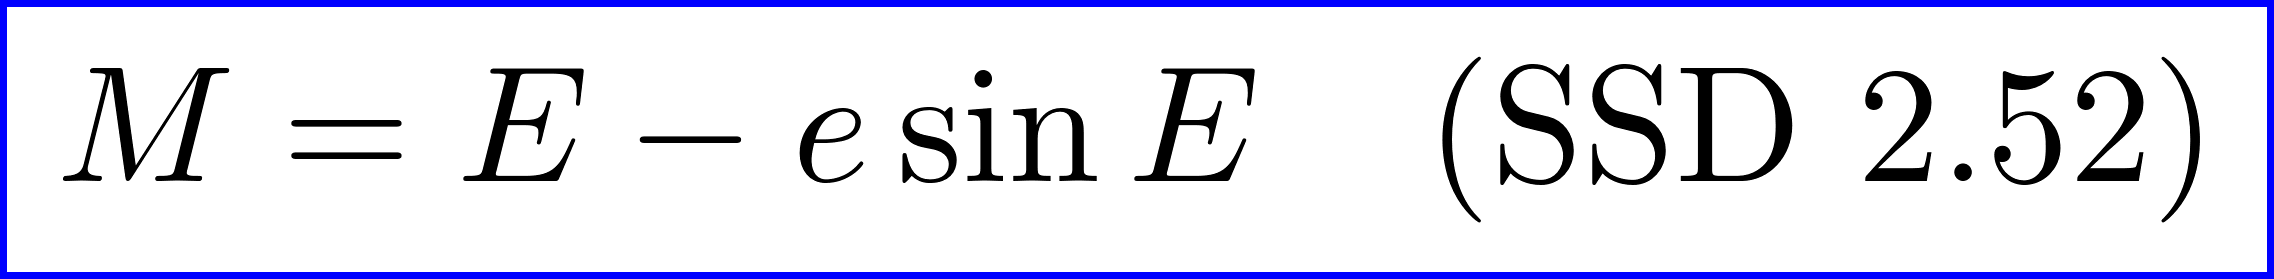 M = E − e sin E (SSD 2.52)